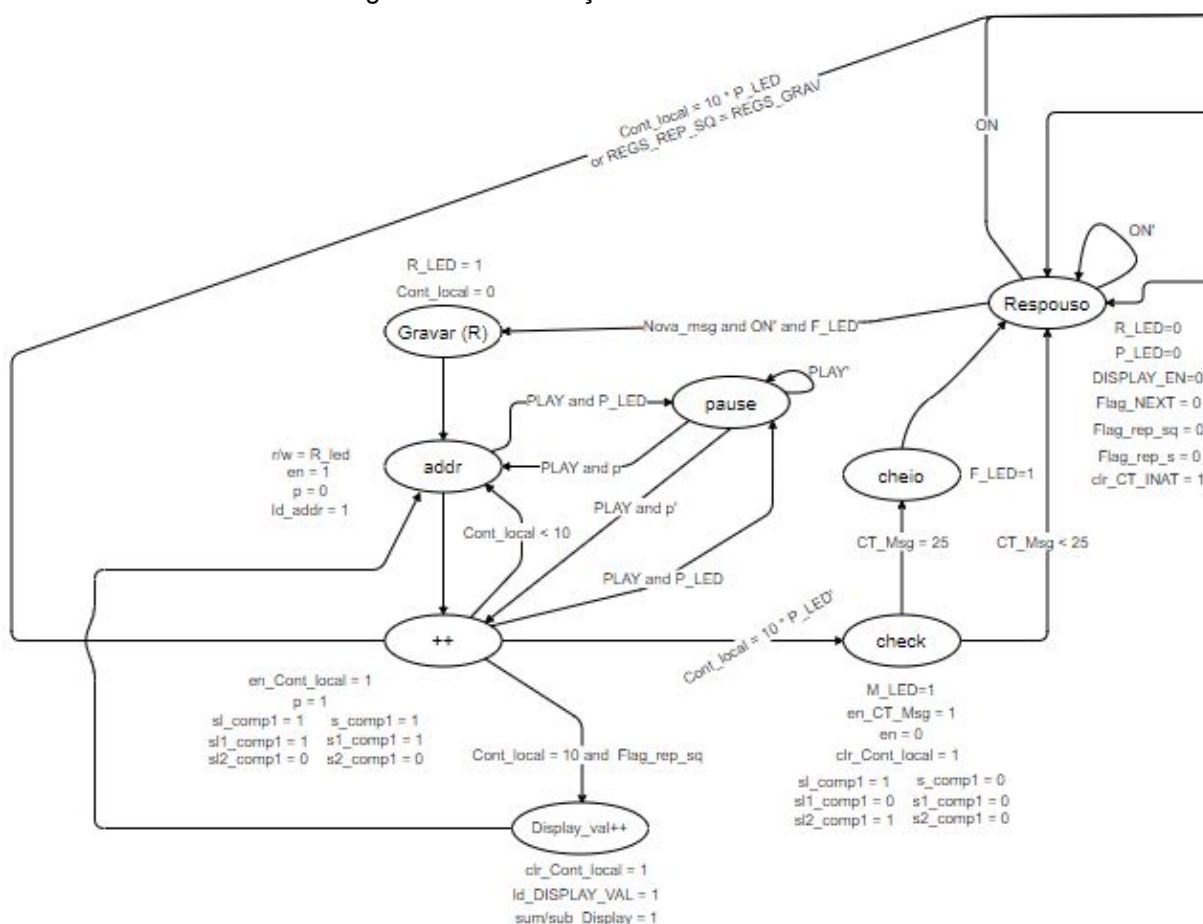 Cont_local = 10 * P_LED
or REGS_REP_SQ = REGS_GRAV
ON
ON'
R_LED = 1
Cont_local = 0
Gravar (R)
Nova_msg and ON' and F_LED
Respouso
R_LED=0
P_LED=0
DISPLAY_EN=0
Flag_NEXT = 0
Flag_rep_sq = 0
Flag_rep_s = 0
clr_CT_INAT = 1
PLAY'
PLAY and P_LED
pause
r/w = R_led
en = 1
p = 0
ld_addr = 1
addr
PLAY and p
cheio
F_LED=1
PLAY and p'
Cont_local < 10
CT_Msg = 25
CT_Msg < 25
PLAY and P_LED
++
Cont_local = 10 * P_LED'
check
en_Cont_local = 1
p = 1
sl_comp1 = 1 s_comp1 = 1
sl1_comp1 = 1 s1_comp1 = 1
sl2_comp1 = 0 s2_comp1 = 0
M_LED=1
en_CT_Msg = 1
en = 0
clr_Cont_local = 1
sl_comp1 = 1 s_comp1 = 0
sl1_comp1 = 0 s1_comp1 = 0
sl2_comp1 = 1 s2_comp1 = 0
Cont_local = 10 and Flag_rep_sq
Display_val++
clr_Cont_local = 1
ld_DISPLAY_VAL = 1
sum/sub_Display = 1